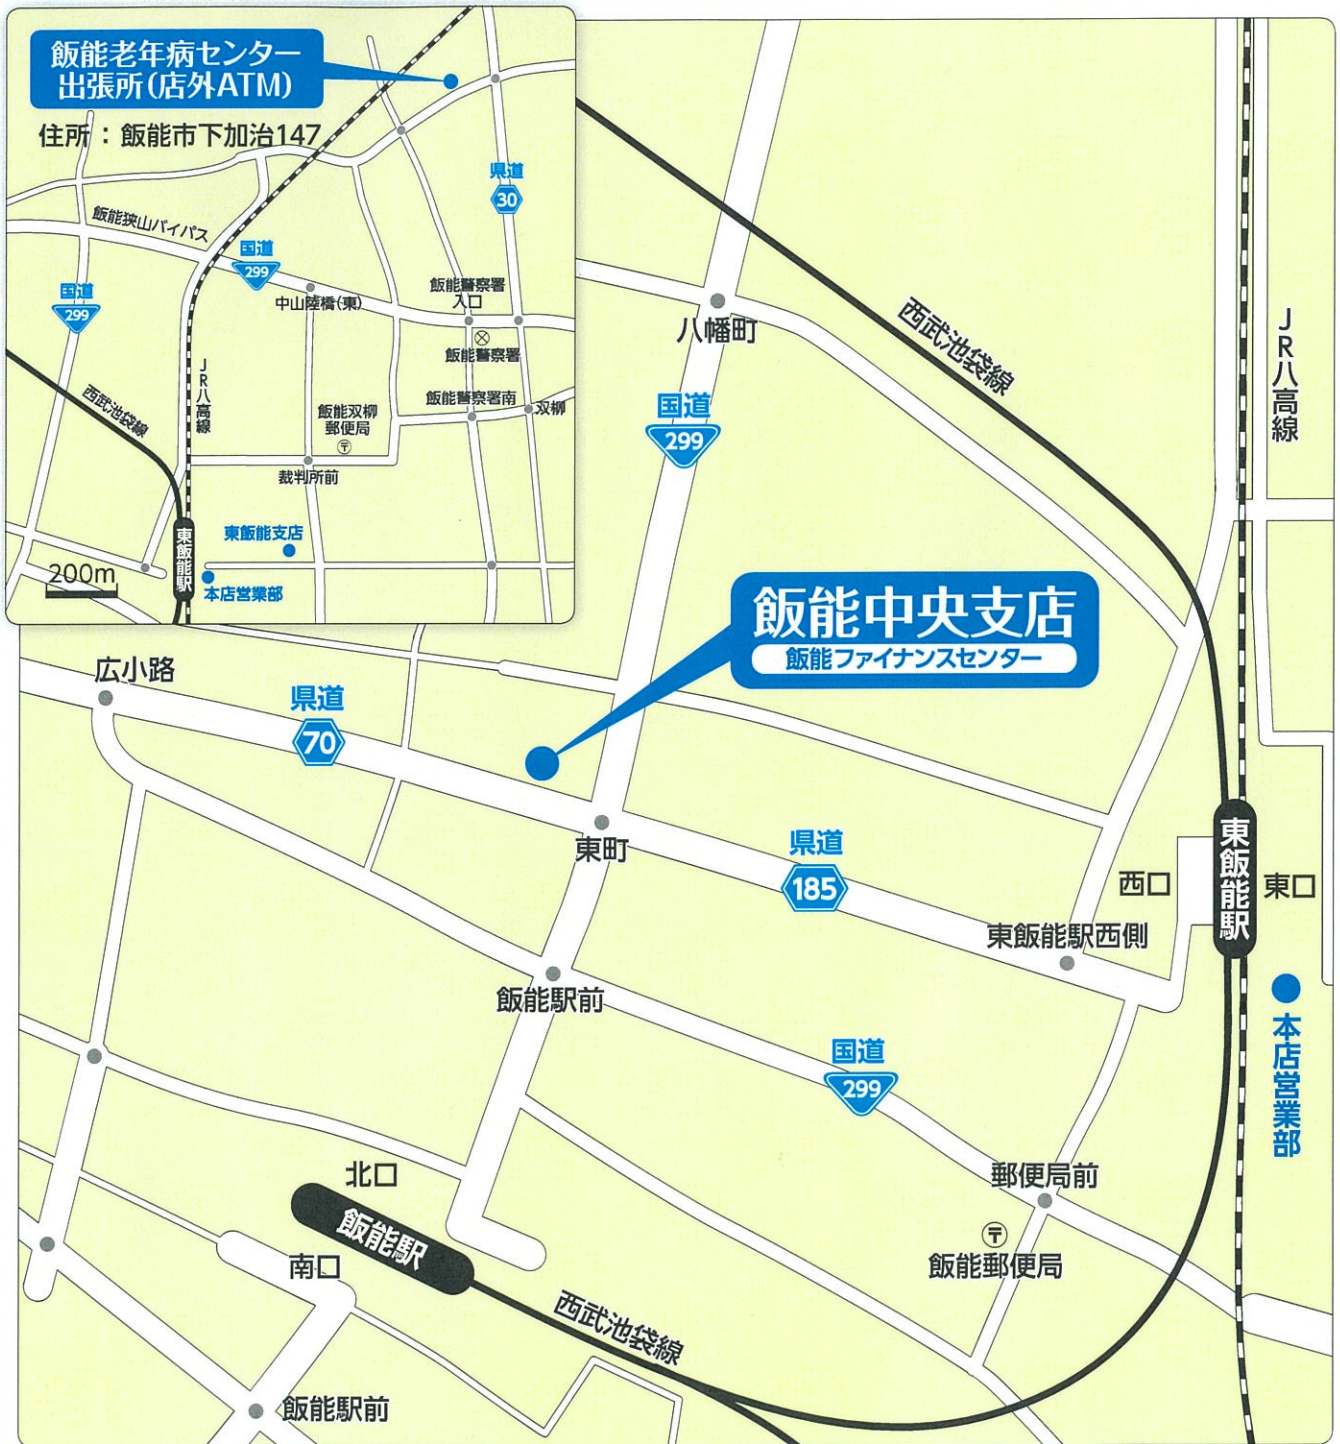 飯能老年病センター
出張所(店外ATM)
住所：飯能市下加治147
県道
30
飯能狭山バイパス
国道
299
国道
299
中山陸橋(東)
飯能警察署
入口
飯能警察署
JR八高線
西武池袋線
飯能警察署南
双柳
飯能双柳
郵便局
裁判所前
東飯能支店
東飯能駅
本店営業部
200m
西武池袋線
JR八高線
八幡町
国道
299
飯能中央支店
飯能ファイナンスセンター
広小路
県道
70
東町
県道
185
西口
東飯能駅
東口
東飯能駅西側
飯能駅前
本店営業部
国道
299
北口
郵便局前
飯能駅
〒
飯能郵便局
南口
西武池袋線
飯能駅前